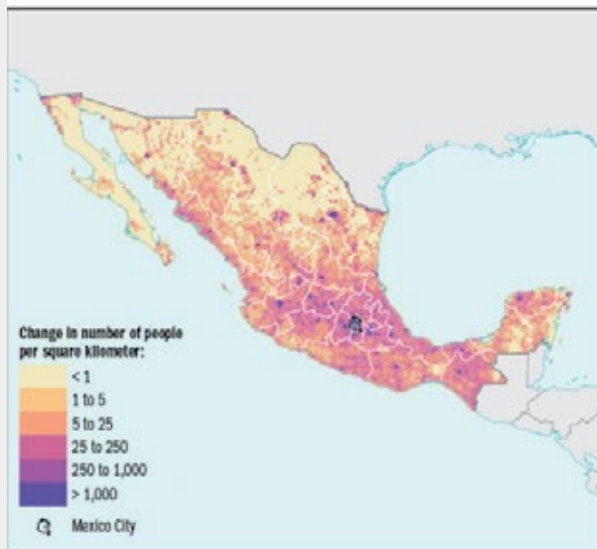 Change in number of people
per square kilometer:
< 1
1 to 5
5 to 25
25 to 250
250 to 1,000
> 1,000
Mexico City